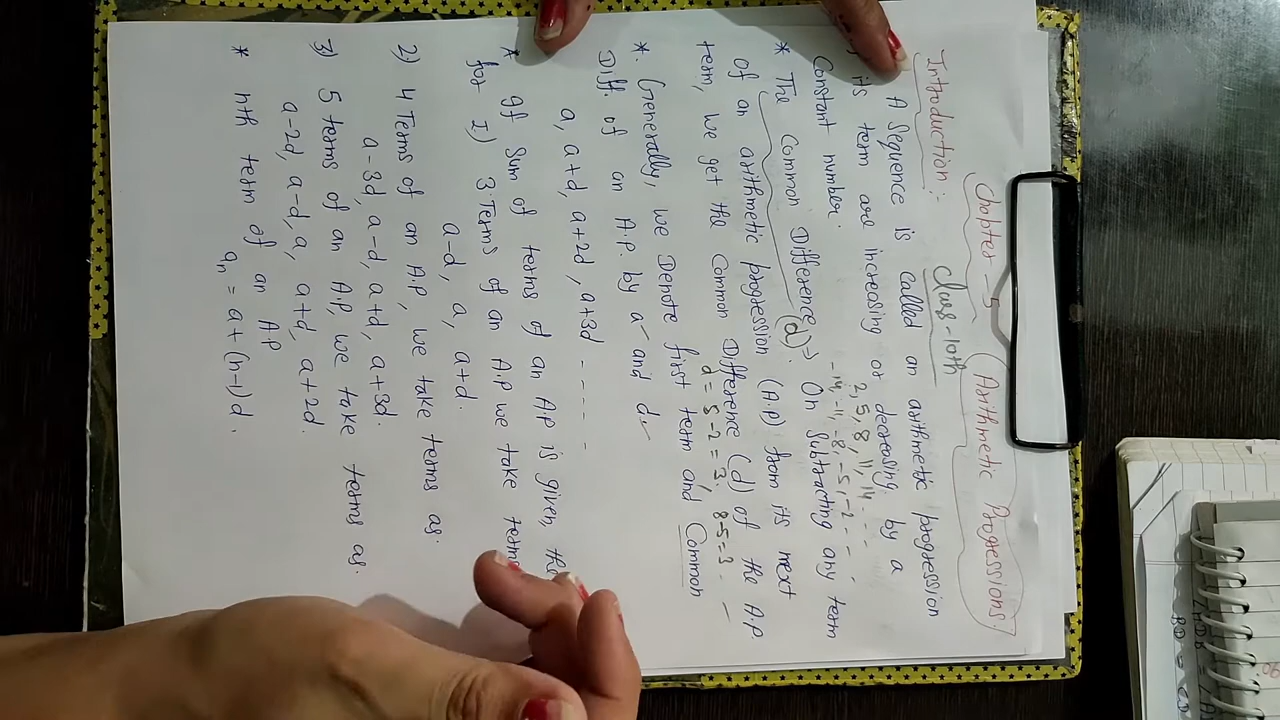 Chapter - 5 (Arithmetic Progressions)
Class - 10th
Introduction:
A Sequence is called an arithmetic progression
its term are increasing or decreasing by a
Constant number.
2, 5, 8, 11, 14 - - -
-14, -11, -8, -5, -2 - - -
* The Common Difference (d) => On Subtracting any term
of an arithmetic progression (A.P) from its next
term, we get the Common Difference (d) of the A.P
d = 5-2 = 3, 8-5=3 -
*. Generally, we Denote first term and Common
Diff. of an A.P. by a and d
a, a+d, a+2d, a+3d - - - - -
* If Sum of terms of an AP is given, the
for I) 3 Terms of an A.P we take terms
a-d, a, a+d.
2) 4 Terms of an A.P, we take terms as.
a-3d, a-d, a+d, a+3d.
3) 5 terms of an A.P, we take terms as.
a-2d, a-d, a, a+d, a+2d.
* nth term of an AP
an = a + (n-1)d.